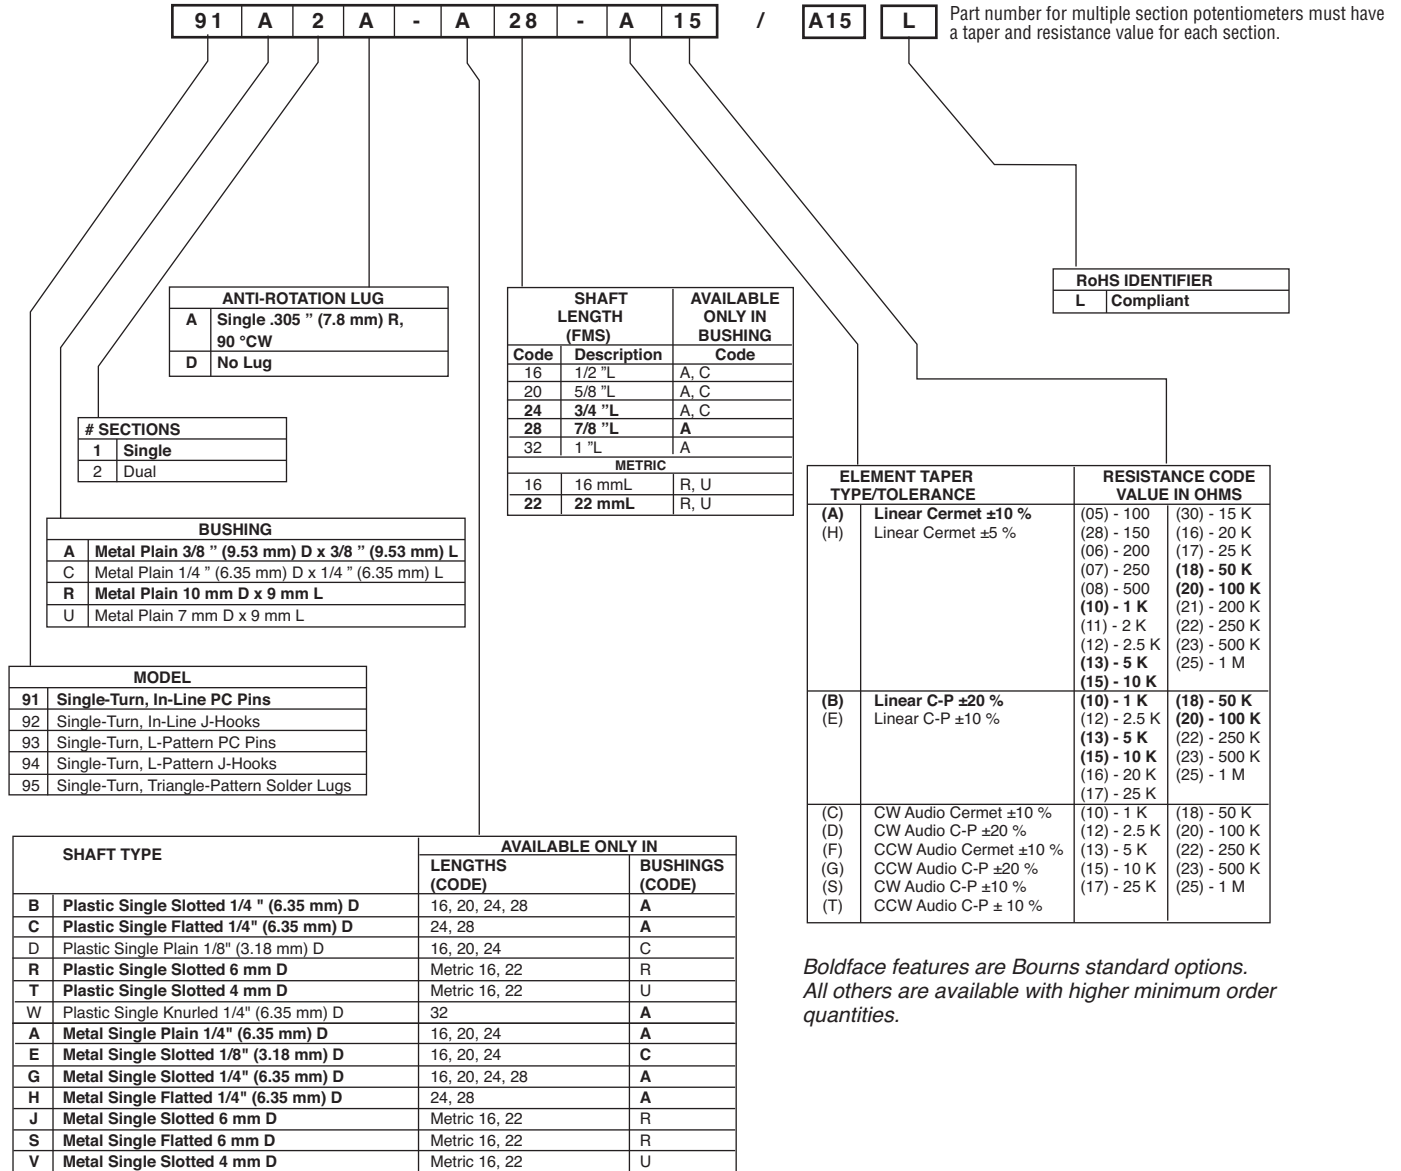 91 A 2 A - A 28 - A 15 / A15 L
Part number for multiple section potentiometers must have
a taper and resistance value for each section.
RoHS IDENTIFIER
L Compliant
ANTI-ROTATION LUG
A Single .305 ” (7.8 mm) R,
90 °CW
D No Lug
SHAFT LENGTH (FMS) AVAILABLE ONLY IN BUSHING
Code Description Code
16 1/2 ”L A, C
20 5/8 ”L A, C
24 3/4 ”L A, C
28 7/8 ”L A
32 1 ”L A
METRIC
16 16 mmL R, U
22 22 mmL R, U
# SECTIONS
1 Single
2 Dual
BUSHING
A Metal Plain 3/8 ” (9.53 mm) D x 3/8 ” (9.53 mm) L
C Metal Plain 1/4 ” (6.35 mm) D x 1/4 ” (6.35 mm) L
R Metal Plain 10 mm D x 9 mm L
U Metal Plain 7 mm D x 9 mm L
MODEL
91 Single-Turn, In-Line PC Pins
92 Single-Turn, In-Line J-Hooks
93 Single-Turn, L-Pattern PC Pins
94 Single-Turn, L-Pattern J-Hooks
95 Single-Turn, Triangle-Pattern Solder Lugs
ELEMENT TAPER RESISTANCE CODE
TYPE/TOLERANCE VALUE IN OHMS
(A) Linear Cermet ±10 % (05) - 100 (30) - 15 K
(H) Linear Cermet ±5 % (28) - 150 (16) - 20 K
(06) - 200 (17) - 25 K
(07) - 250 (18) - 50 K
(08) - 500 (20) - 100 K
(10) - 1 K (21) - 200 K
(11) - 2 K (22) - 250 K
(12) - 2.5 K (23) - 500 K
(13) - 5 K (25) - 1 M
(15) - 10 K
(B) Linear C-P ±20 % (10) - 1 K (18) - 50 K
(E) Linear C-P ±10 % (12) - 2.5 K (20) - 100 K
(13) - 5 K (22) - 250 K
(15) - 10 K (23) - 500 K
(16) - 20 K (25) - 1 M
(17) - 25 K
(C) CW Audio Cermet ±10 % (10) - 1 K (18) - 50 K
(D) CW Audio C-P ±20 % (12) - 2.5 K (20) - 100 K
(F) CCW Audio Cermet ±10 % (13) - 5 K (22) - 250 K
(G) CCW Audio C-P ±20 % (15) - 10 K (23) - 500 K
(S) CW Audio C-P ±10 % (17) - 25 K (25) - 1 M
(T) CCW Audio C-P ± 10 %
SHAFT TYPE AVAILABLE ONLY IN
LENGTHS (CODE) BUSHINGS (CODE)
B Plastic Single Slotted 1/4 " (6.35 mm) D 16, 20, 24, 28 A
C Plastic Single Flatted 1/4" (6.35 mm) D 24, 28 A
D Plastic Single Plain 1/8" (3.18 mm) D 16, 20, 24 C
R Plastic Single Slotted 6 mm D Metric 16, 22 R
T Plastic Single Slotted 4 mm D Metric 16, 22 U
W Plastic Single Knurled 1/4" (6.35 mm) D 32 A
A Metal Single Plain 1/4" (6.35 mm) D 16, 20, 24 A
E Metal Single Slotted 1/8" (3.18 mm) D 16, 20, 24 C
G Metal Single Slotted 1/4" (6.35 mm) D 16, 20, 24, 28 A
H Metal Single Flatted 1/4" (6.35 mm) D 24, 28 A
J Metal Single Slotted 6 mm D Metric 16, 22 R
S Metal Single Flatted 6 mm D Metric 16, 22 R
V Metal Single Slotted 4 mm D Metric 16, 22 U
Boldface features are Bourns standard options.
All others are available with higher minimum order
quantities.